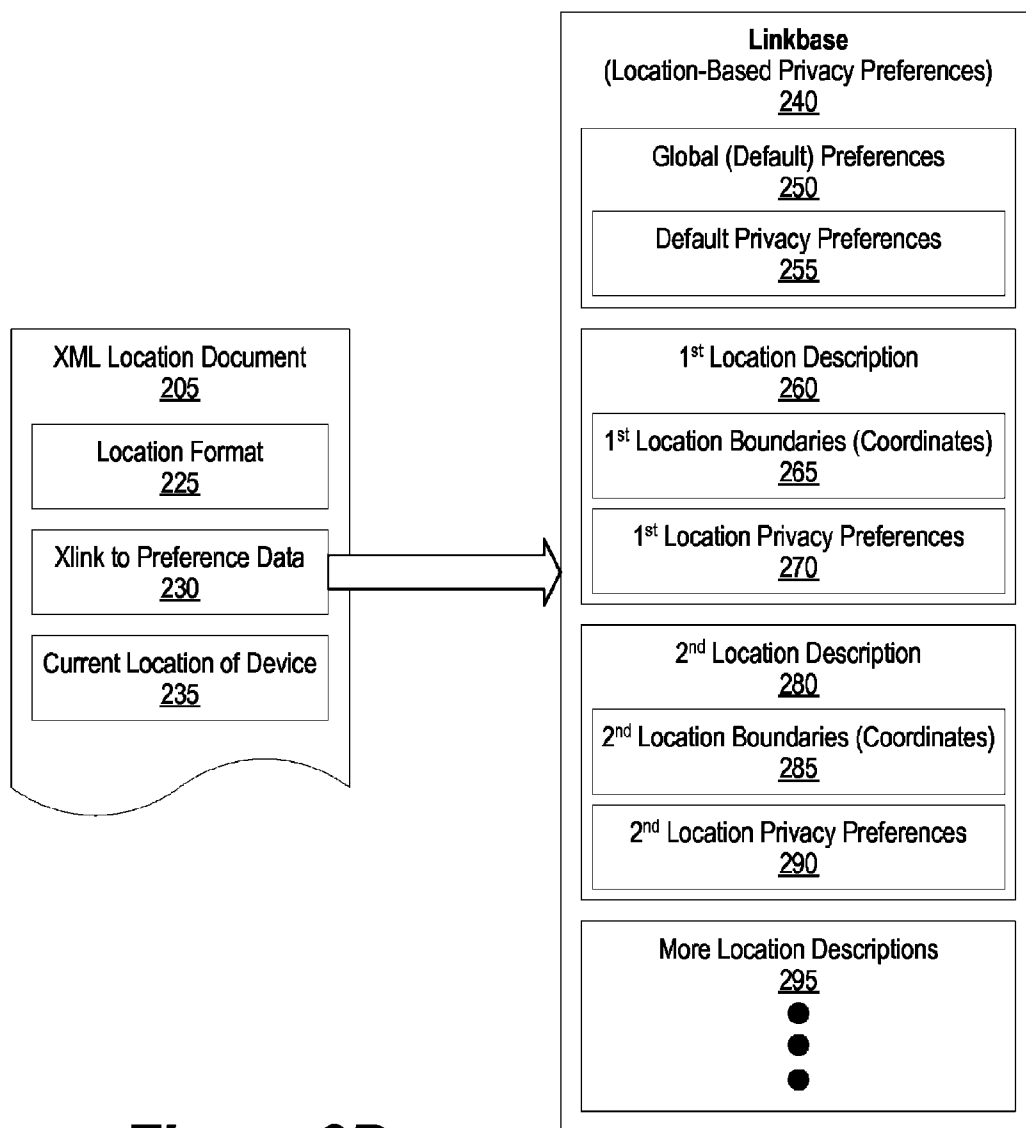 Linkbase
(Location-Based Privacy Preferences)
240
Global (Default) Preferences
250
Default Privacy Preferences
255
XML Location Document
205
Location Format
225
Xlink to Preference Data
230
Current Location of Device
235
1st Location Description
260
1st Location Boundaries (Coordinates)
265
1st Location Privacy Preferences
270
2nd Location Description
280
2nd Location Boundaries (Coordinates)
285
2nd Location Privacy Preferences
290
More Location Descriptions
295